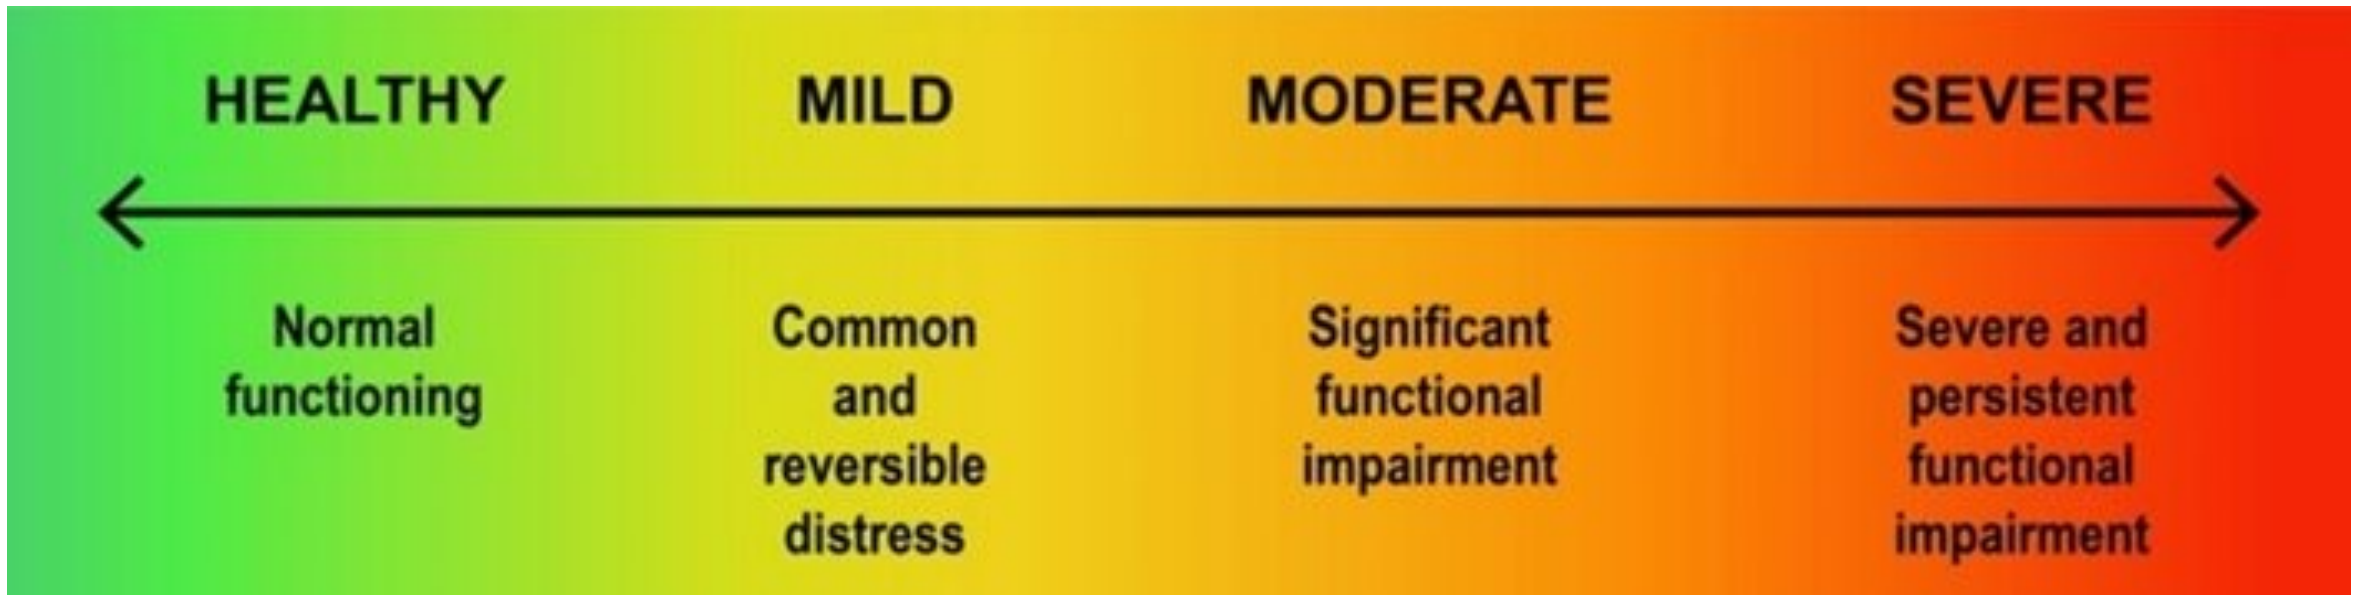 HEALTHY
MILD
MODERATE
SEVERE
Normal
functioning
Common
and
reversible
distress
Significant
functional
impairment
Severe and
persistent
functional
impairment